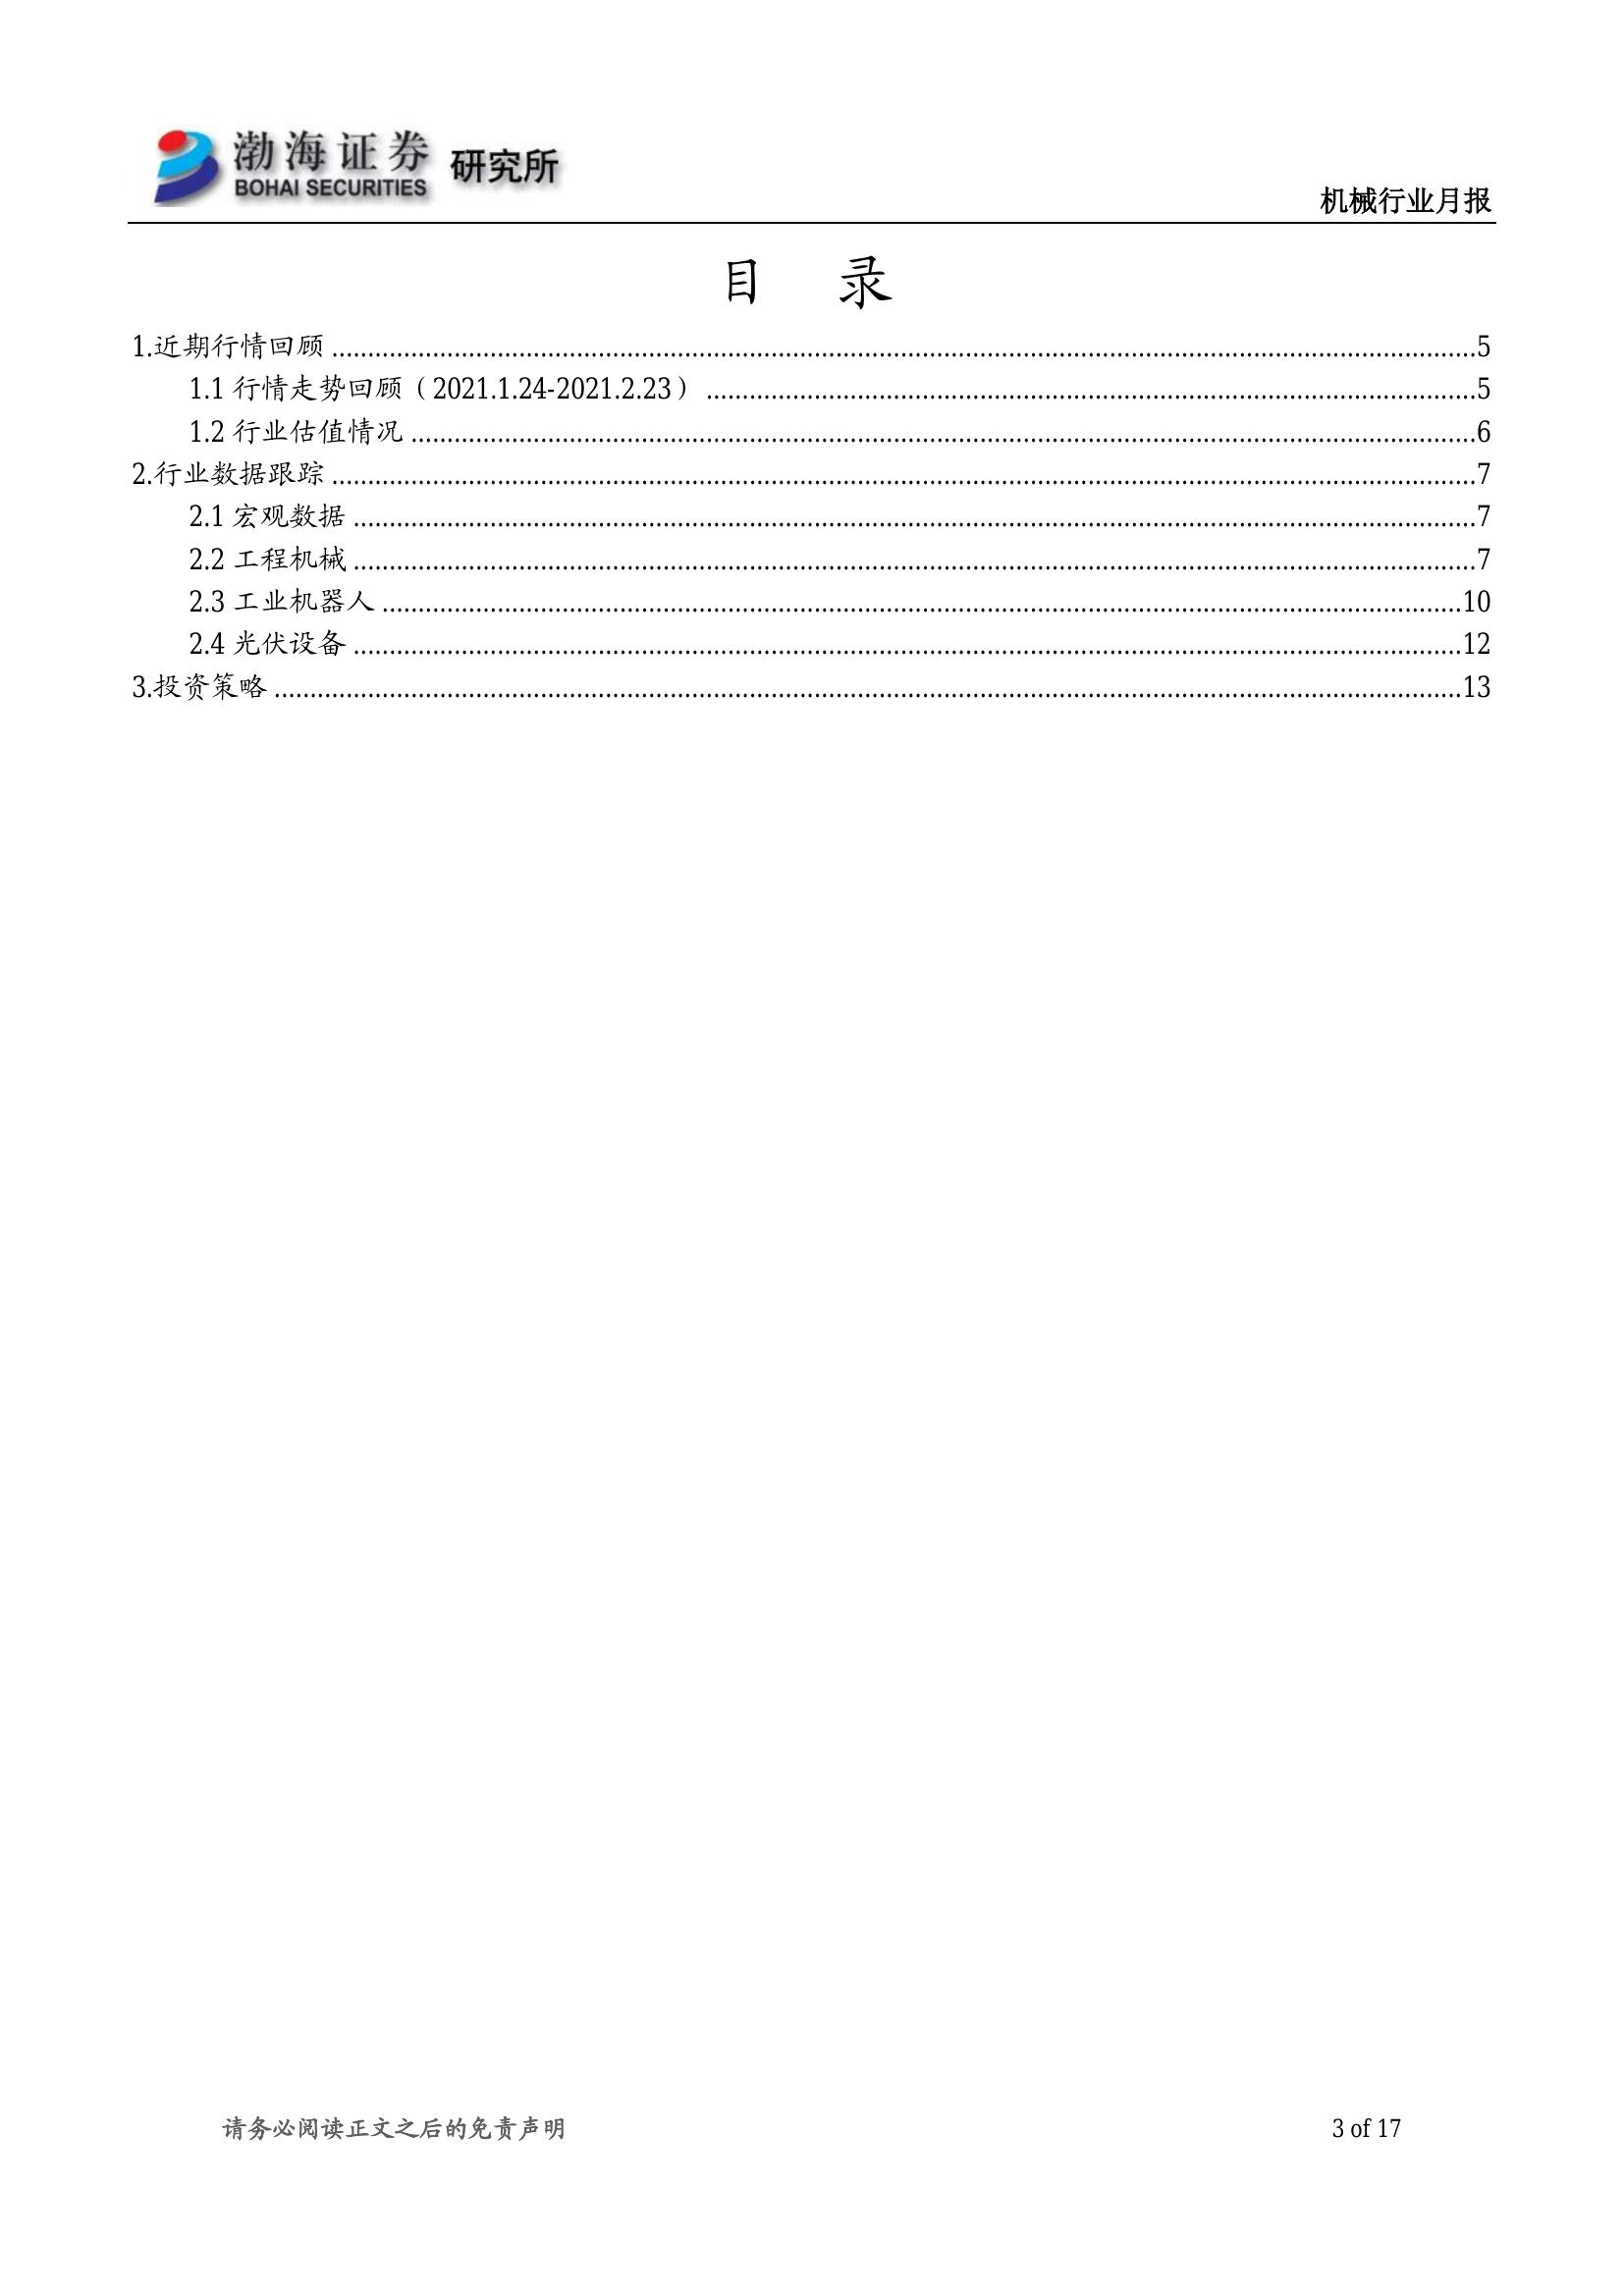 渤海证券 研究所
BOHAI SECURITIES
机械行业月报
目 录
1.近期行情回顾 ........ 5
1.1 行情走势回顾（2021.1.24-2021.2.23） ........ 5
1.2 行业估值情况 ........ 6
2.行业数据跟踪 ........ 7
2.1 宏观数据 ........ 7
2.2 工程机械 ........ 7
2.3 工业机器人 ........ 10
2.4 光伏设备 ........ 12
3.投资策略 ........ 13
请务必阅读正文之后的免责声明 3 of 17